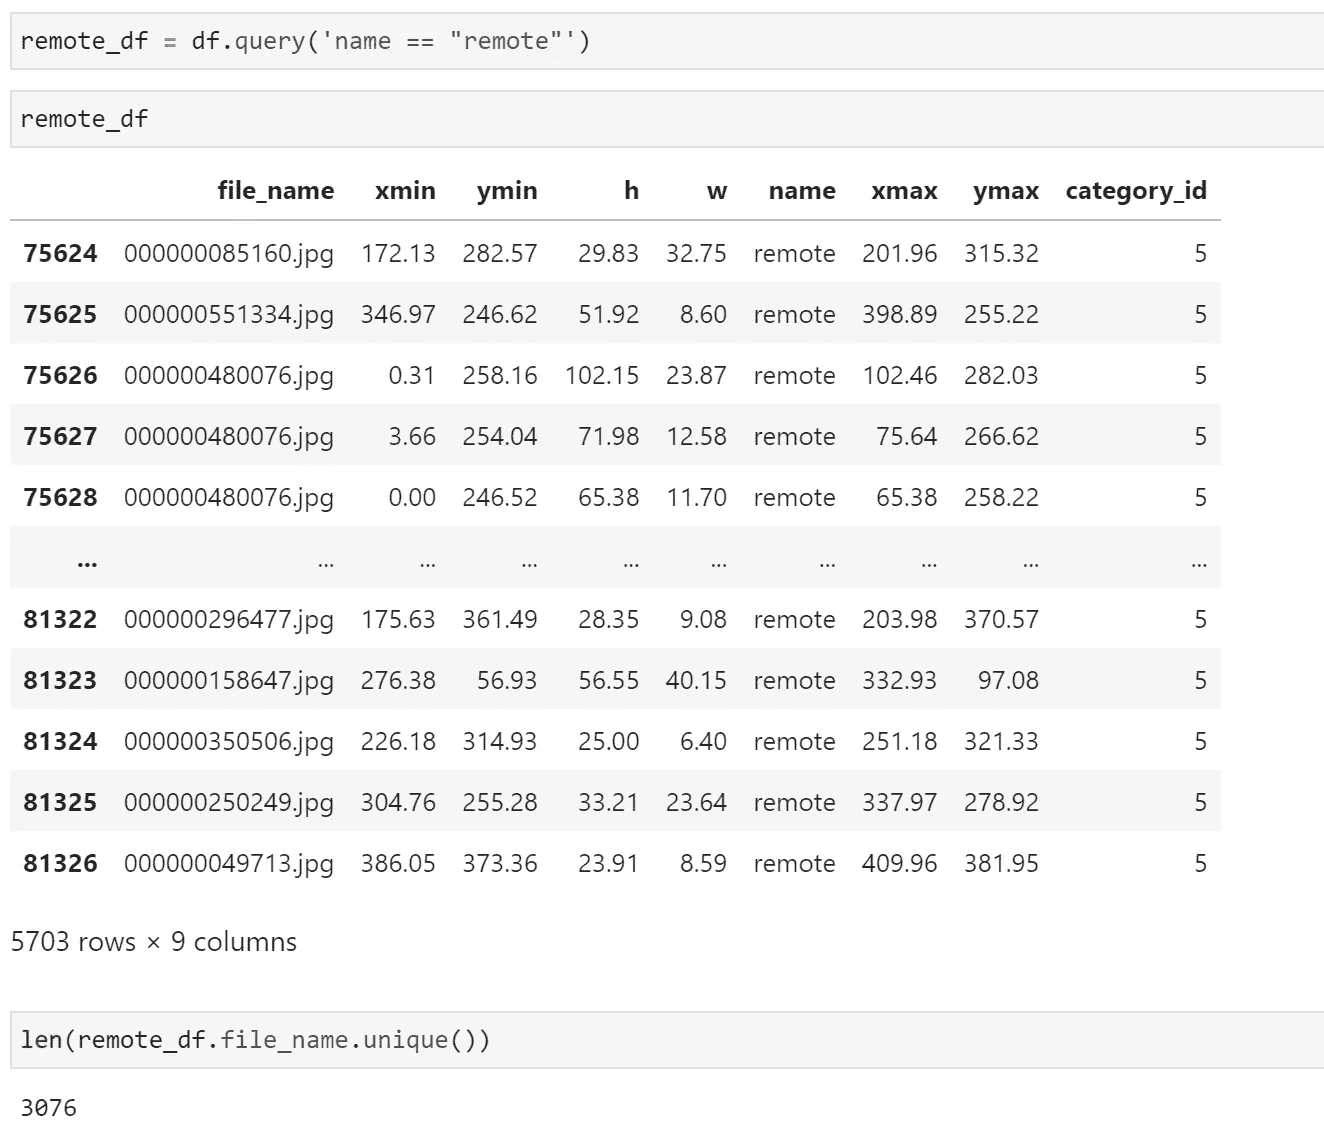 remote_df = df.query('name == "remote"')
remote_df
file_name xmin ymin h w name xmax ymax category_id
75624 000000085160.jpg 172.13 282.57 29.83 32.75 remote 201.96 315.32 5
75625 000000551334.jpg 346.97 246.62 51.92 8.60 remote 398.89 255.22 5
75626 000000480076.jpg 0.31 258.16 102.15 23.87 remote 102.46 282.03 5
75627 000000480076.jpg 3.66 254.04 71.98 12.58 remote 75.64 266.62 5
75628 000000480076.jpg 0.00 246.52 65.38 11.70 remote 65.38 258.22 5
... ... ... ... ... ... ... ... ... ...
81322 000000296477.jpg 175.63 361.49 28.35 9.08 remote 203.98 370.57 5
81323 000000158647.jpg 276.38 56.93 56.55 40.15 remote 332.93 97.08 5
81324 000000350506.jpg 226.18 314.93 25.00 6.40 remote 251.18 321.33 5
81325 000000250249.jpg 304.76 255.28 33.21 23.64 remote 337.97 278.92 5
81326 000000049713.jpg 386.05 373.36 23.91 8.59 remote 409.96 381.95 5
5703 rows × 9 columns
len(remote_df.file_name.unique())
3076